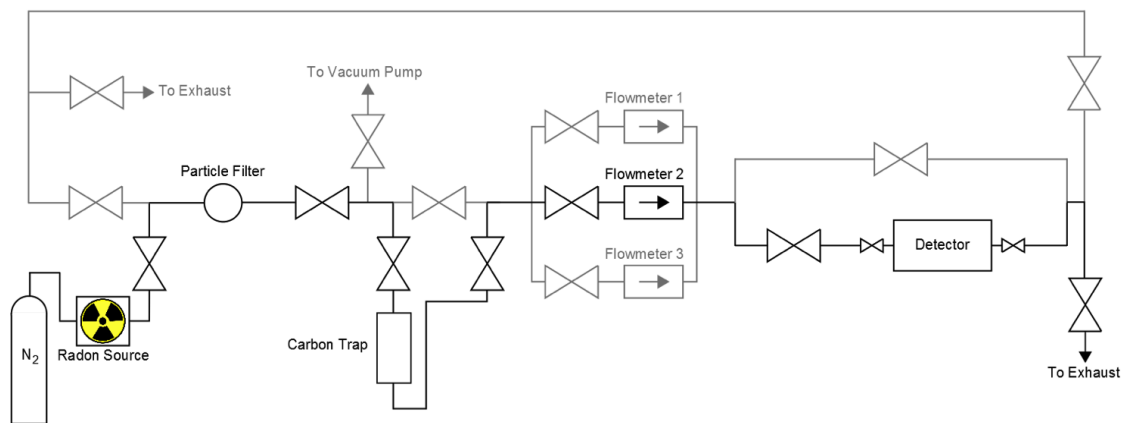 To Vacuum Pump
To Exhaust
Flowmeter 1
Particle Filter
Flowmeter 2
Detector
Flowmeter 3
N2
Radon Source
Carbon Trap
To Exhaust